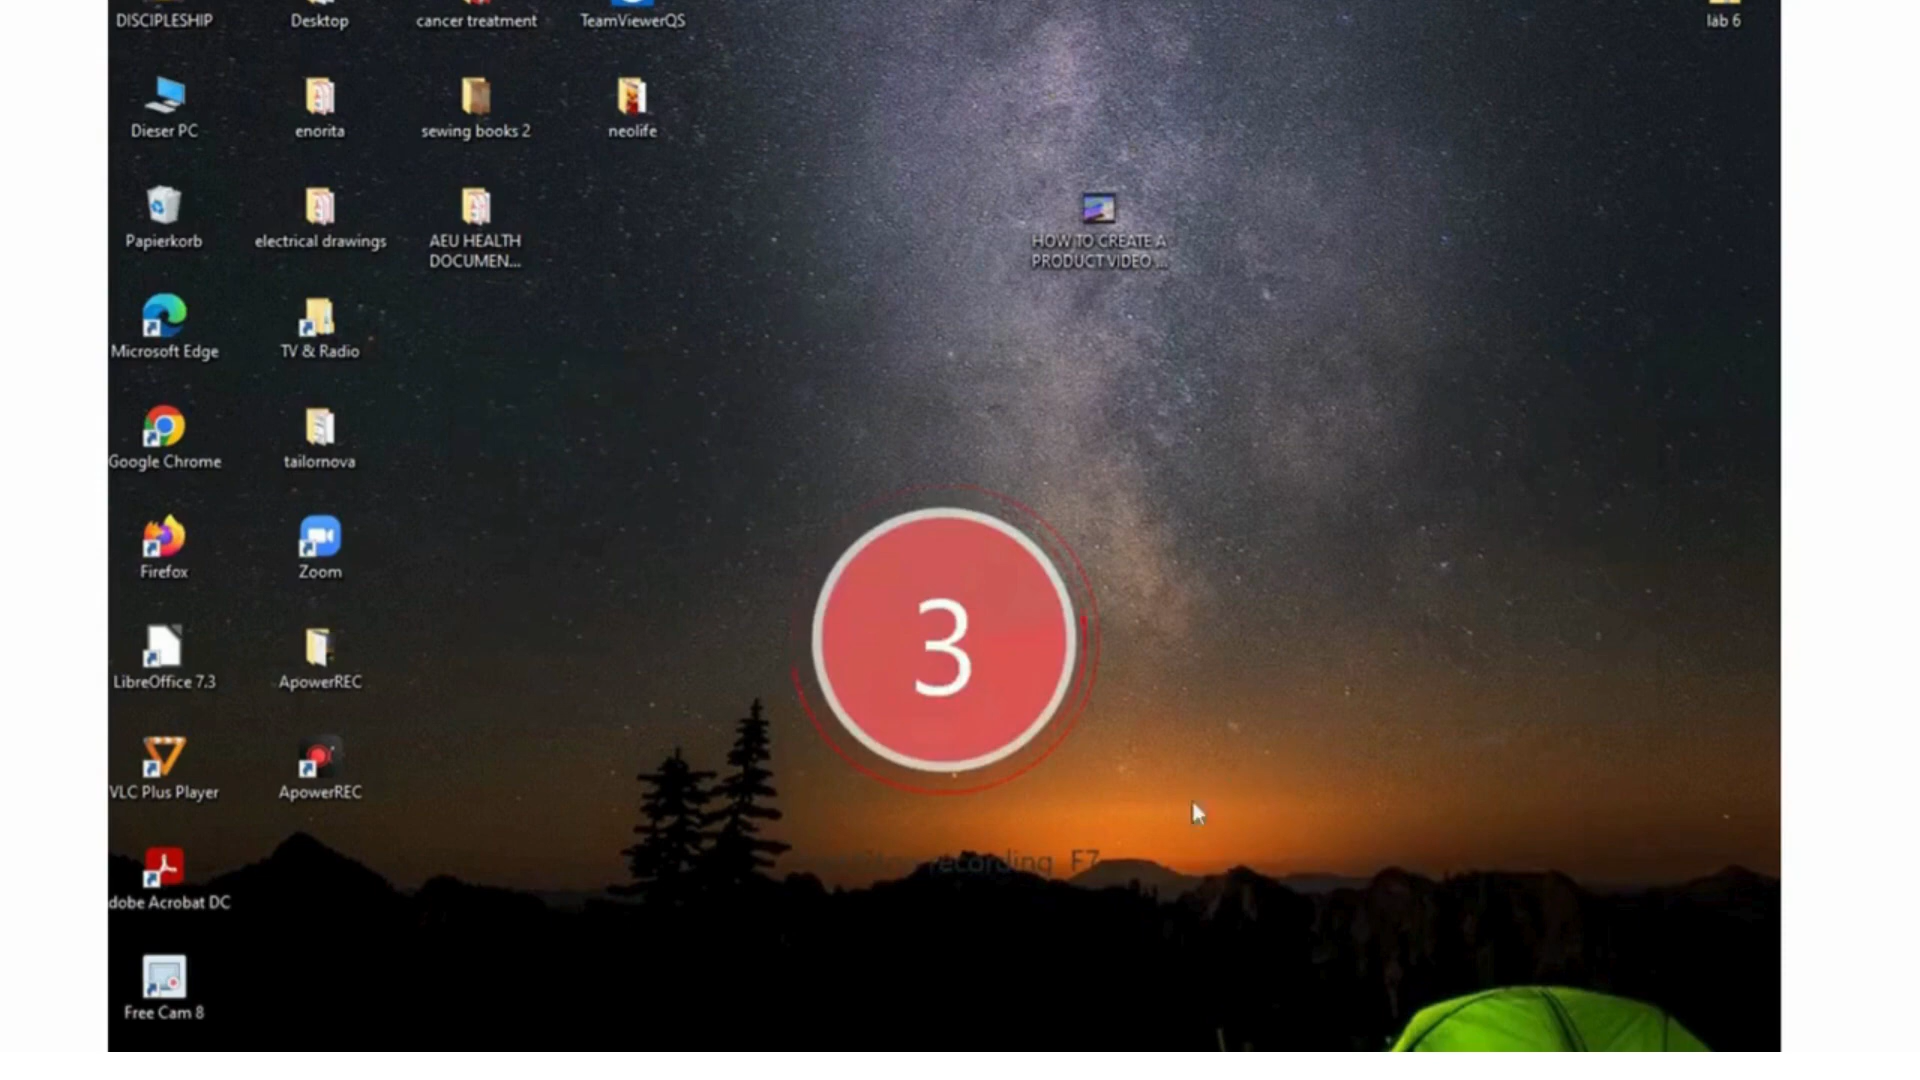 DISCIPLESHIP
Desktop
cancer treatment
TeamViewerQS
lab 6
Dieser PC
enorita
sewing books 2
neolife
Papierkorb
electrical drawings
AEU HEALTH
DOCUMEN...
HOW TO CREATE A
PRODUCT VIDEO ...
Microsoft Edge
TV & Radio
Google Chrome
tailornova
Firefox
Zoom
3
LibreOffice 7.3
ApowerREC
VLC Plus Player
ApowerREC
recording F7
dobe Acrobat DC
Free Cam 8